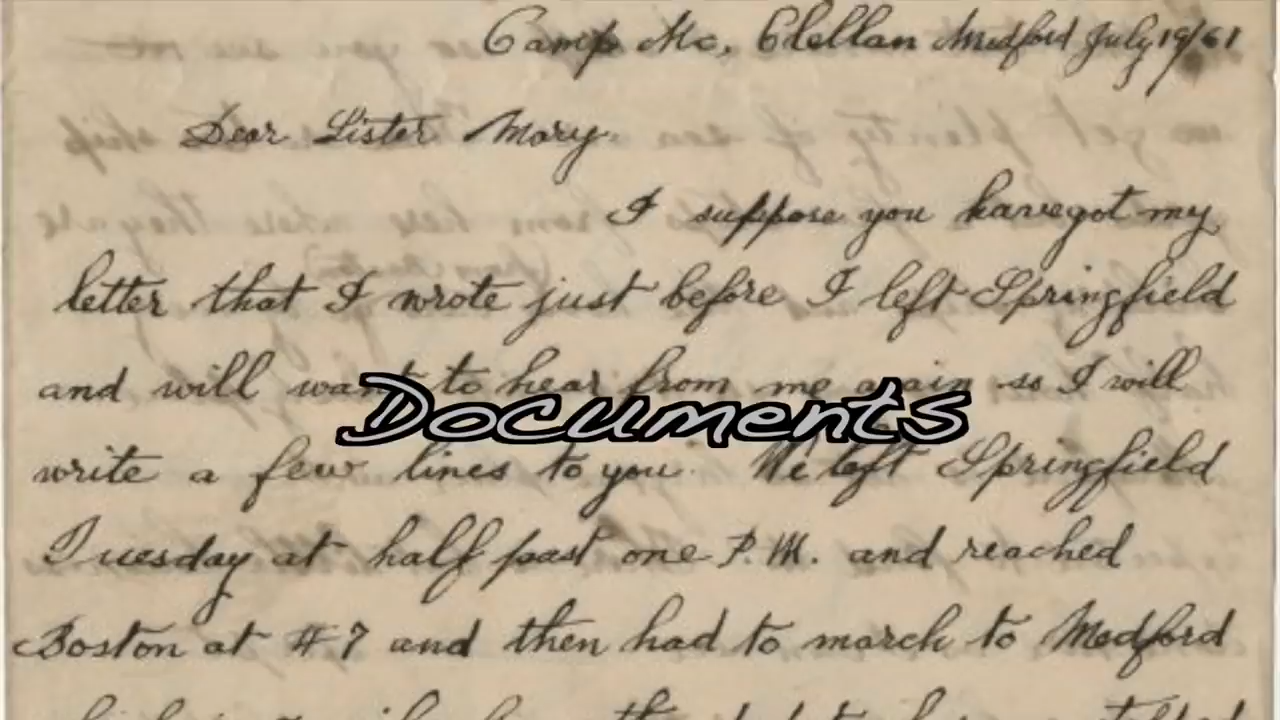 Camp Mc, Clellan Medford July 19/61
Dear Sister Mary.
I suppose you have got my
letter that I wrote just before I left Springfield
and will want to hear from me again so I will
Documents
write a few lines to you. We left Springfield
Tuesday at half past one P.M. and reached
Boston at #7 and then had to march to Medford